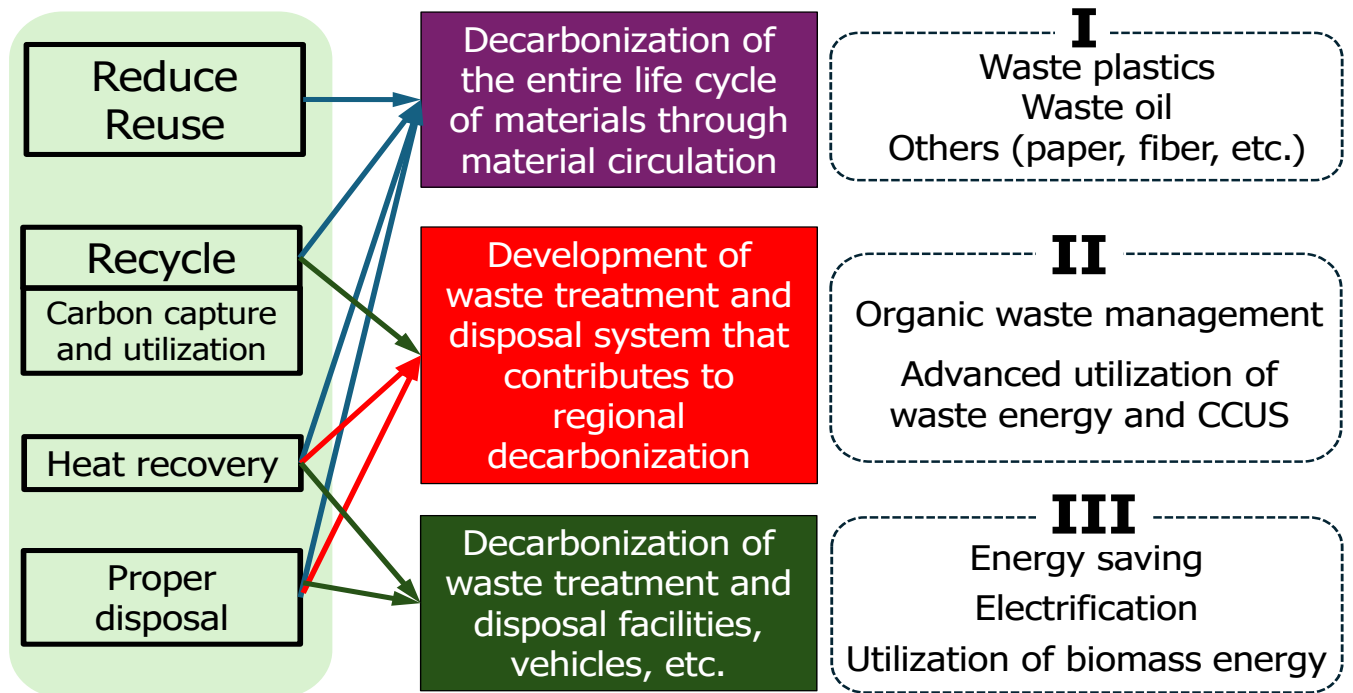 Reduce
Reuse
Recycle
Carbon capture
and utilization
Heat recovery
Proper
disposal
Decarbonization of
the entire life cycle
of materials through
material circulation
Development of
waste treatment and
disposal system that
contributes to
regional
decarbonization
Decarbonization of
waste treatment and
disposal facilities,
vehicles, etc.
I
Waste plastics
Waste oil
Others (paper, fiber, etc.)
II
Organic waste management
Advanced utilization of
waste energy and CCUS
III
Energy saving
Electrification
Utilization of biomass energy